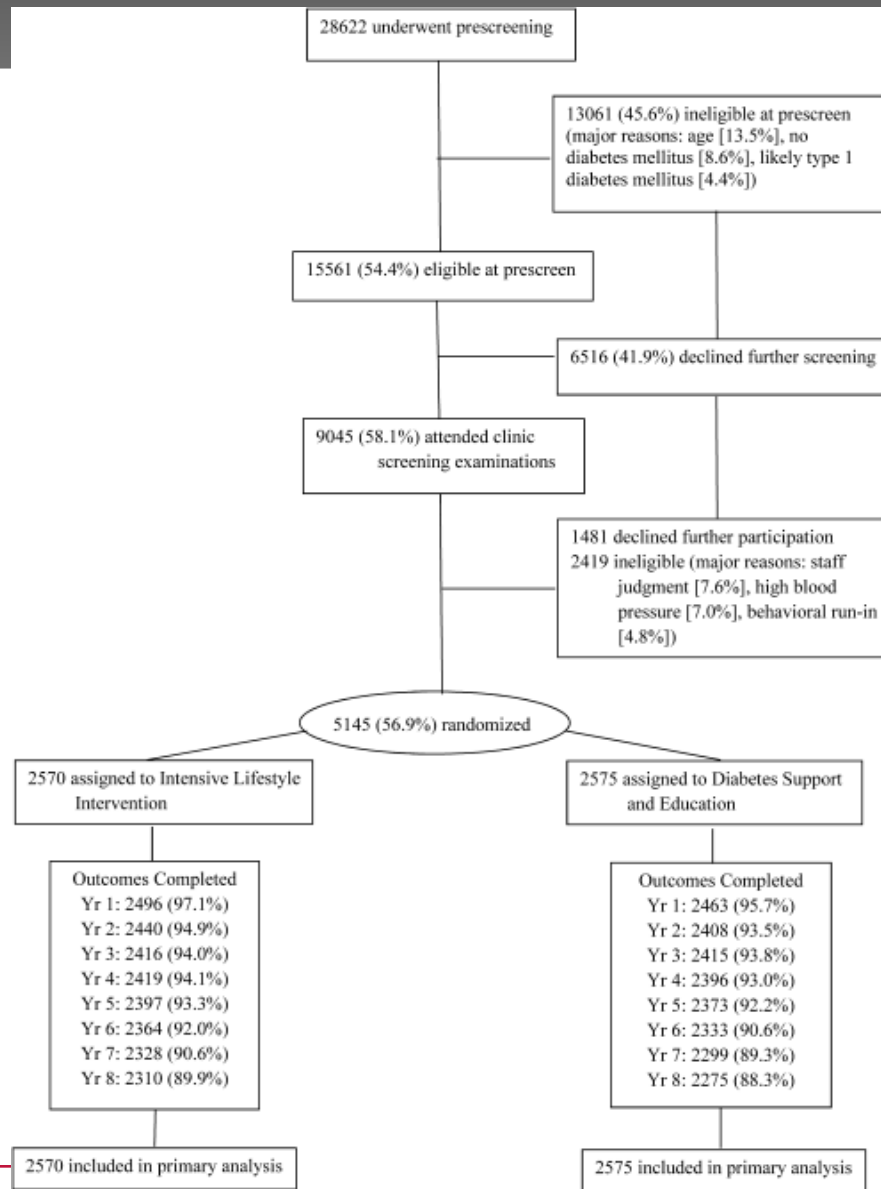 28622 underwent prescreening
13061 (45.6%) ineligible at prescreen
(major reasons: age [13.5%], no
diabetes mellitus [8.6%], likely type 1
diabetes mellitus [4.4%])
15561 (54.4%) eligible at prescreen
6516 (41.9%) declined further screening
9045 (58.1%) attended clinic
screening examinations
1481 declined further participation
2419 ineligible (major reasons: staff
judgment [7.6%], high blood
pressure [7.0%], behavioral run-in
[4.8%])
5145 (56.9%) randomized
2570 assigned to Intensive Lifestyle
Intervention
2575 assigned to Diabetes Support
and Education
Outcomes Completed
Yr 1: 2496 (97.1%)
Yr 2: 2440 (94.9%)
Yr 3: 2416 (94.0%)
Yr 4: 2419 (94.1%)
Yr 5: 2397 (93.3%)
Yr 6: 2364 (92.0%)
Yr 7: 2328 (90.6%)
Yr 8: 2310 (89.9%)
Outcomes Completed
Yr 1: 2463 (95.7%)
Yr 2: 2408 (93.5%)
Yr 3: 2415 (93.8%)
Yr 4: 2396 (93.0%)
Yr 5: 2373 (92.2%)
Yr 6: 2333 (90.6%)
Yr 7: 2299 (89.3%)
Yr 8: 2275 (88.3%)
2570 included in primary analysis
2575 included in primary analysis